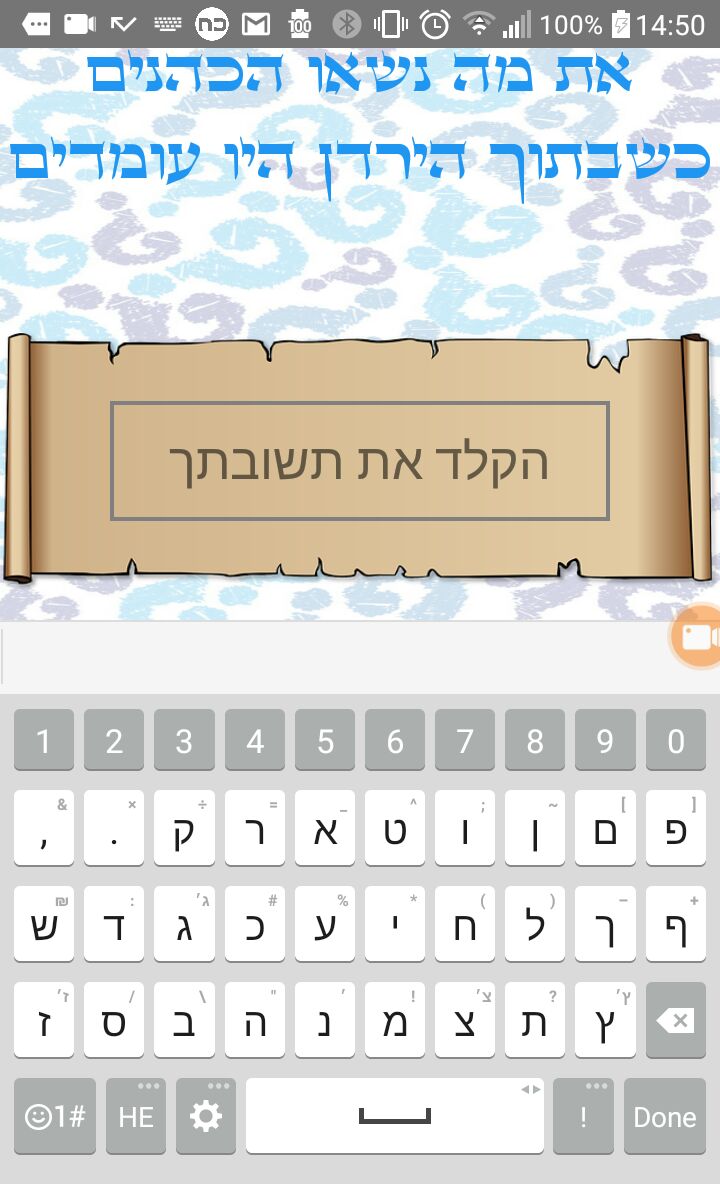 100 100% 14:50
את מה נשאו הכהנים
כשבתוך הירדן היו עומדים
הקלד את תשובתך
1 2 3 4 5 6 7 8 9 0
& × ÷ = _ ^ ; ~ [ ]
, . ק ר א ט ו ן ם פ
₪ : ג׳ # % * ( ) – +
ש ד ג כ ע י ח ל ך ף
ז׳ / \ " ׳ ! צ׳ ? ץ׳
ז ס ב ה נ מ צ ת ץ
1# HE ! Done